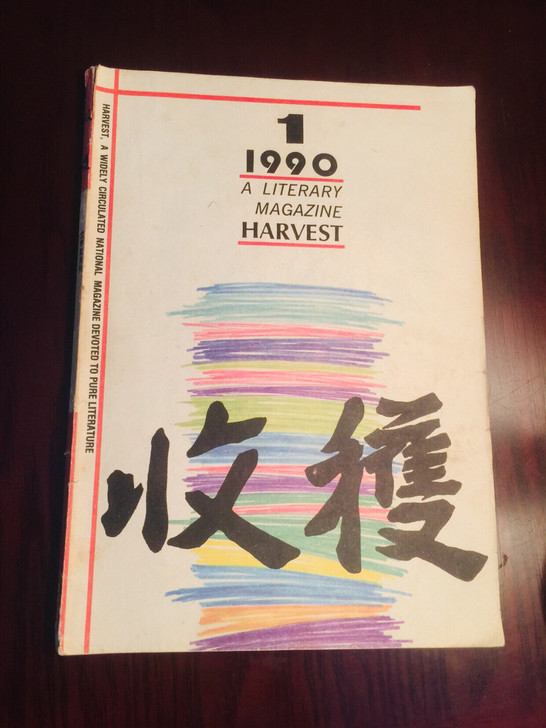 1
1990
A LITERARY
MAGAZINE
HARVEST
HARVEST, A WIDELY CIRCULATED NATIONAL MAGAZINE DEVOTED TO PURE LITERATURE
收穫